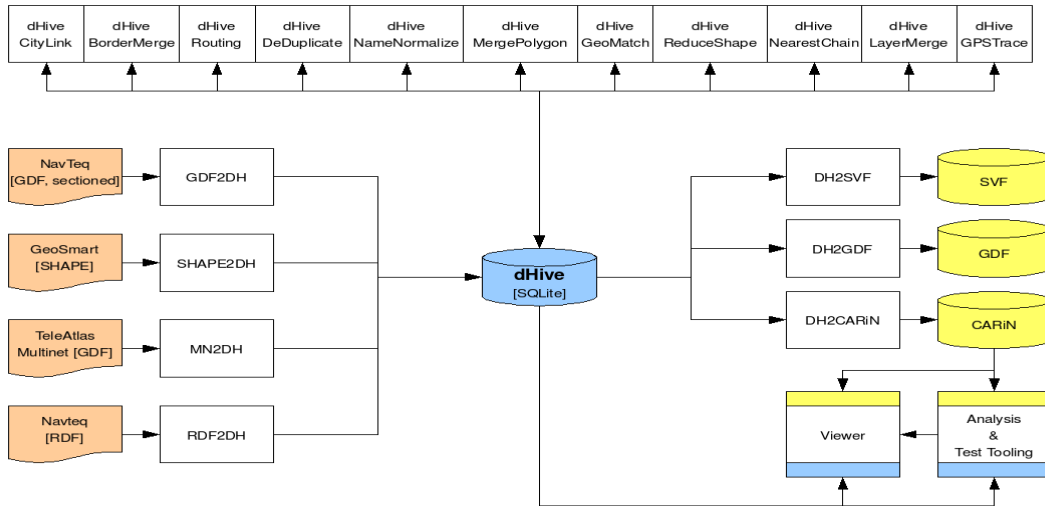 dHive
CityLink
dHive
BorderMerge
dHive
Routing
dHive
DeDuplicate
dHive
NameNormalize
dHive
MergePolygon
dHive
GeoMatch
dHive
ReduceShape
dHive
NearestChain
dHive
LayerMerge
dHive
GPSTrace
NavTeq
[GDF, sectioned]
GDF2DH
DH2SVF
SVF
GeoSmart
[SHAPE]
SHAPE2DH
dHive
[SQLite]
DH2GDF
GDF
TeleAtlas
Multinet [GDF]
MN2DH
DH2CARiN
CARiN
Navteq
[RDF]
RDF2DH
Viewer
Analysis
&
Test Tooling